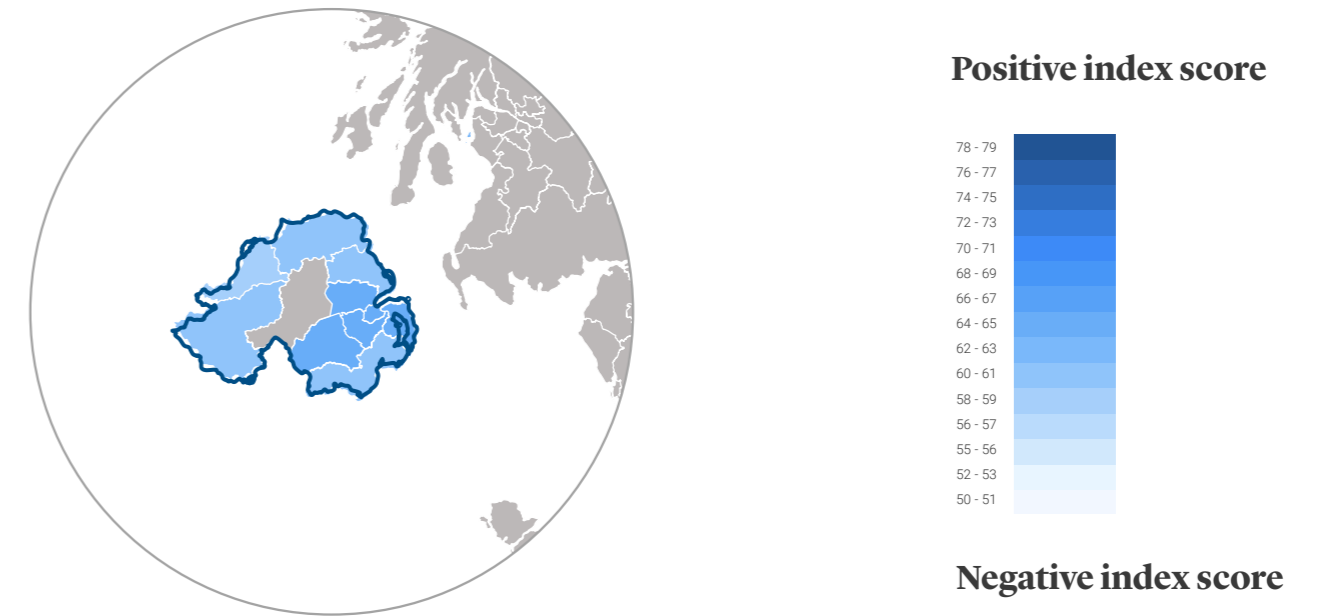 Positive index score
78 - 79
76 - 77
74 - 75
72 - 73
70 - 71
68 - 69
66 - 67
64 - 65
62 - 63
60 - 61
58 - 59
56 - 57
55 - 56
52 - 53
50 - 51
Negative index score